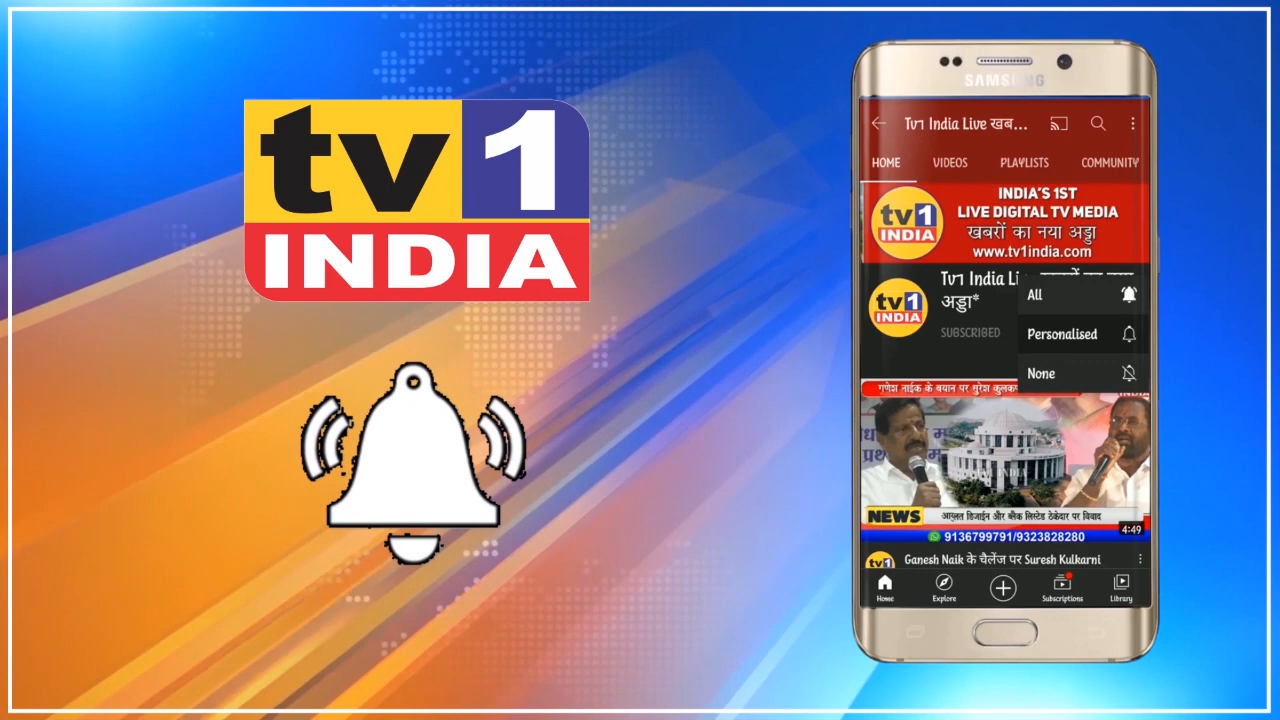 tv1
INDIA
SAMSUNG
Tv1 India Live खब...
HOME VIDEOS PLAYLISTS COMMUNITY
tv1
INDIA
INDIA'S 1ST
LIVE DIGITAL TV MEDIA
खबरों का नया अड्डा
www.tv1india.com
Tv1 India Li
अड्डा*
tv1
INDIA
SUBSCRIBED
All
Personalised
None
गणेश नाईक के बयान पर सुरेश कुलक
NEWS
डिजाईन और ब्लैक लिस्टेड ठेकेदार पर विवाद
4:49
9136799791/9323828280
tv1
Ganesh Naik के चैलेंज पर Suresh Kulkarni
Home Explore Subscriptions Library